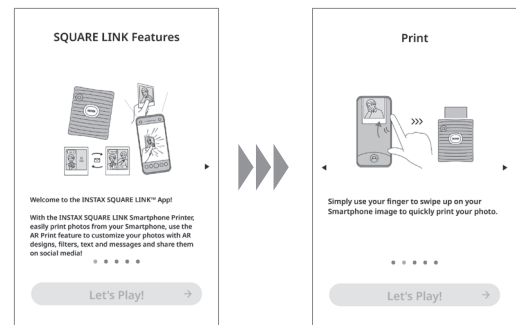 SQUARE LINK Features
Welcome to the INSTAX SQUARE LINK™ App!
With the INSTAX SQUARE LINK Smartphone Printer,
easily print photos from your Smartphone, use the
AR Print feature to customize your photos with AR
designs, filters, text and messages and share them
on social media!
Let's Play!
Print
Simply use your finger to swipe up on your
Smartphone image to quickly print your photo.
Let's Play!